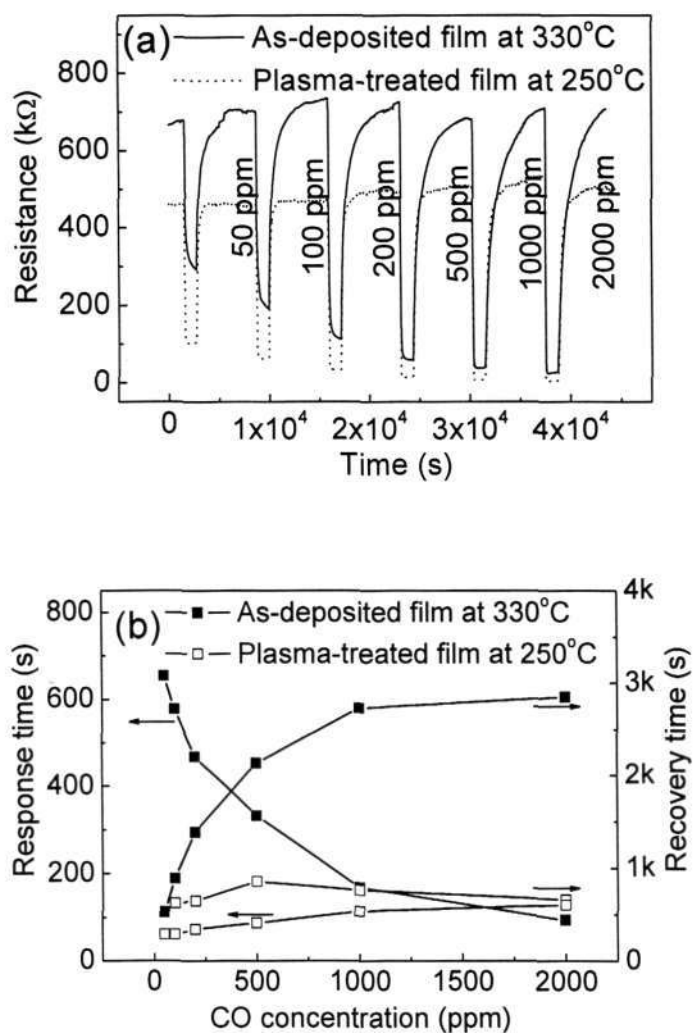 (a)
As-deposited film at 330°C
Plasma-treated film at 250°C
Resistance (kΩ)
800
600
400
200
0
50 ppm
100 ppm
200 ppm
500 ppm
1000 ppm
2000 ppm
0
1x10⁴
2x10⁴
3x10⁴
4x10⁴
Time (s)
(b)
As-deposited film at 330°C
Plasma-treated film at 250°C
Response time (s)
800
600
400
200
0
4k
3k
2k
1k
0
Recovery time (s)
0
500
1000
1500
2000
CO concentration (ppm)